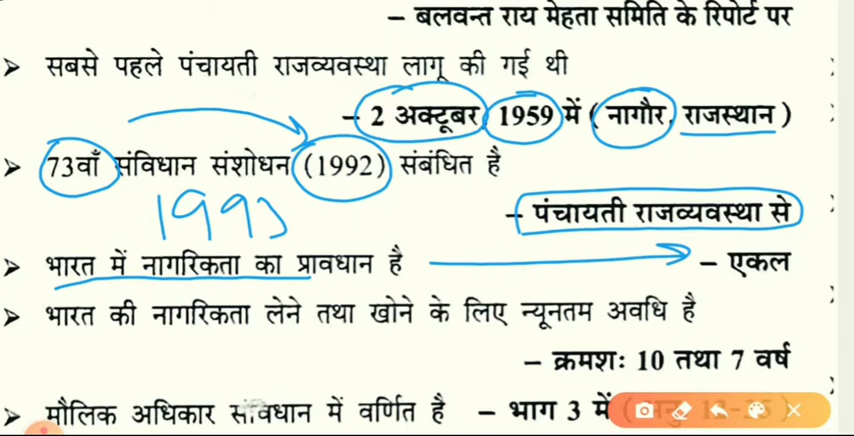 – बलवन्त राय मेहता समिति के रिपोर्ट पर
➤ सबसे पहले पंचायती राजव्यवस्था लागू की गई थी
– 2 अक्टूबर, 1959 में ( नागौर, राजस्थान )
➤ 73वाँ संविधान संशोधन (1992) संबंधित है
1993
– पंचायती राजव्यवस्था से
➤ भारत में नागरिकता का प्रावधान है – एकल
➤ भारत की नागरिकता लेने तथा खोने के लिए न्यूनतम अवधि है
– क्रमशः 10 तथा 7 वर्ष
➤ मौलिक अधिकार संविधान में वर्णित है – भाग 3 में